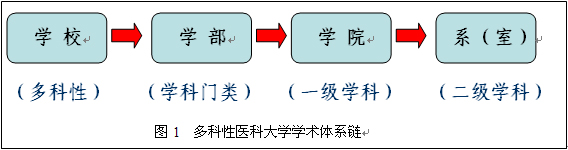 学校 学部 学院 系（室）
（多科性） （学科门类） （一级学科） （二级学科）
图 1 多科性医科大学学术体系链